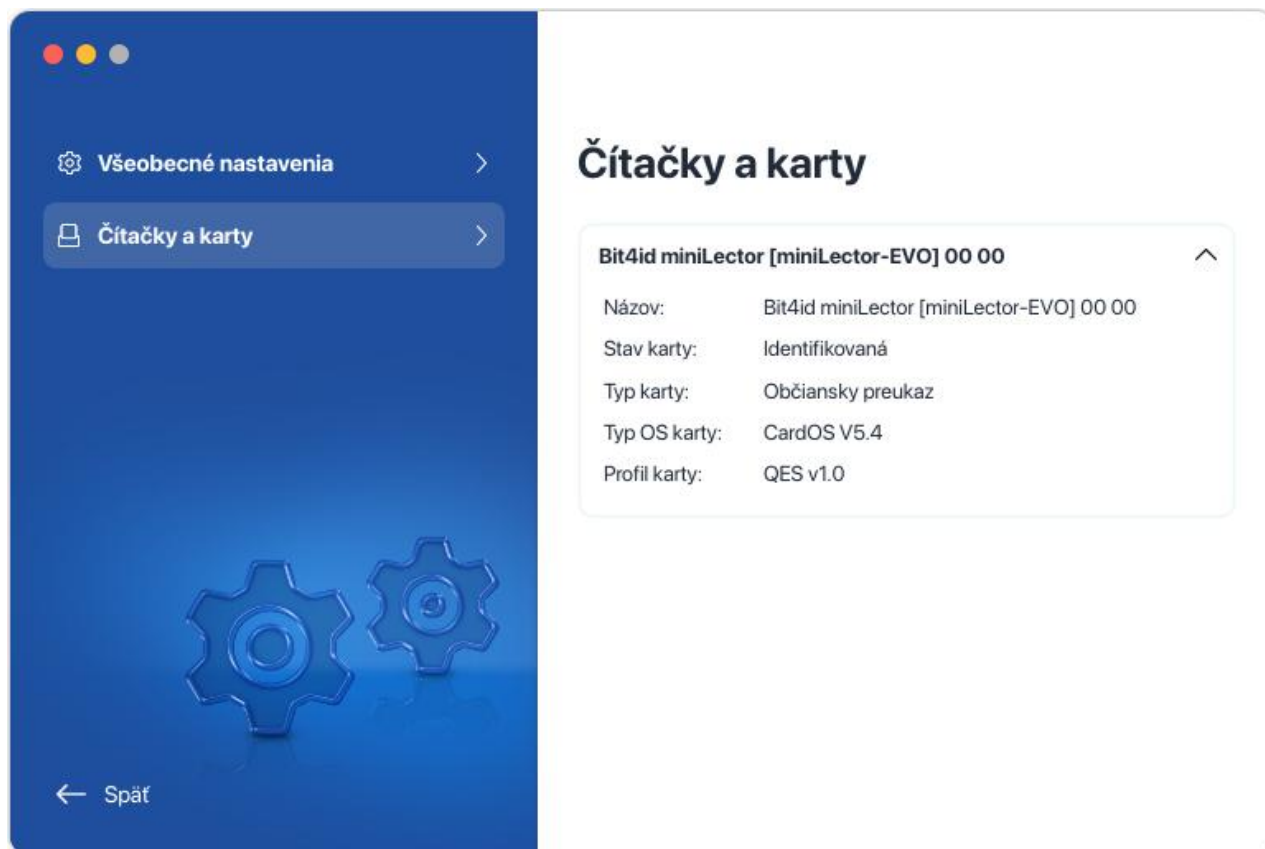 Všeobecné nastavenia
Čítačky a karty
Späť
Čítačky a karty
Bit4id miniLector [miniLector-EVO] 00 00
Názov: Bit4id miniLector [miniLector-EVO] 00 00
Stav karty: Identifikovaná
Typ karty: Občiansky preukaz
Typ OS karty: CardOS V5.4
Profil karty: QES v1.0